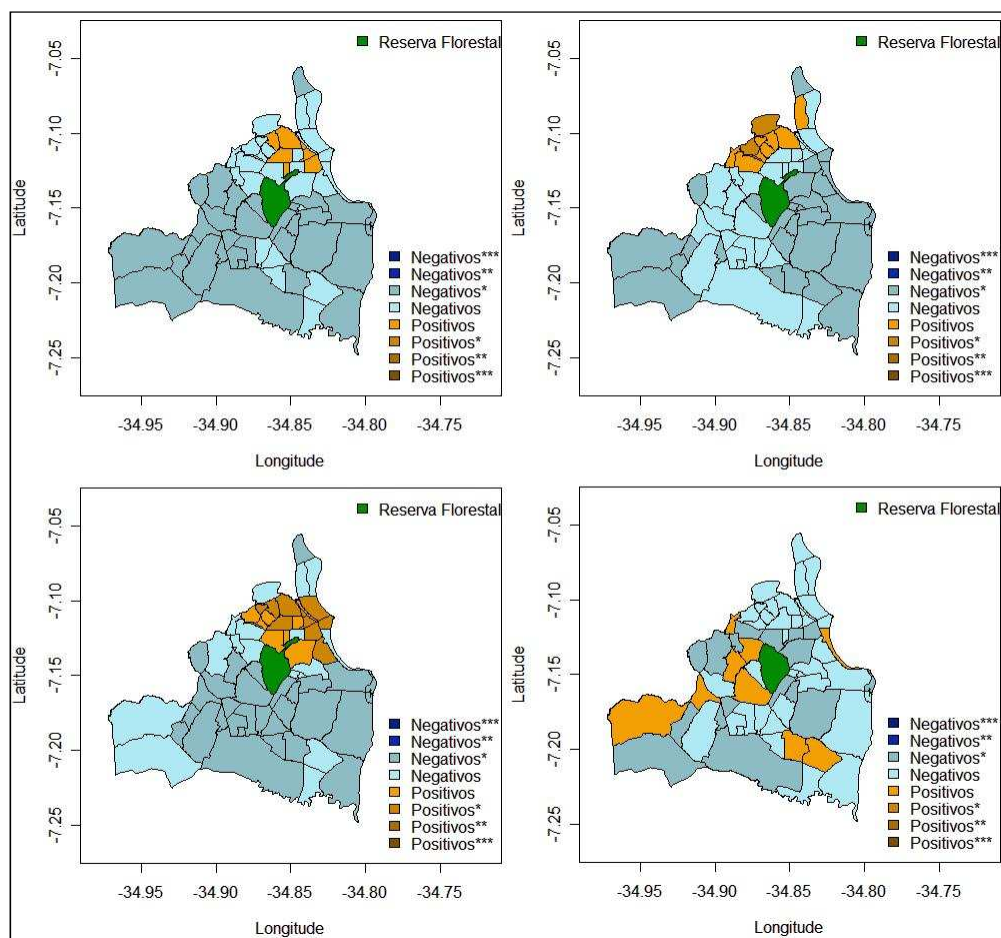 Reserva Florestal
-7.05
-7.10
-7.15
-7.20
-7.25
Latitude
Negativos***
Negativos**
Negativos*
Negativos
Positivos
Positivos*
Positivos**
Positivos***
-34.95
-34.90
-34.85
-34.80
-34.75
Longitude
Reserva Florestal
-7.05
-7.10
-7.15
-7.20
-7.25
Latitude
Negativos***
Negativos**
Negativos*
Negativos
Positivos
Positivos*
Positivos**
Positivos***
-34.95
-34.90
-34.85
-34.80
-34.75
Longitude
Reserva Florestal
-7.05
-7.10
-7.15
-7.20
-7.25
Latitude
Negativos***
Negativos**
Negativos*
Negativos
Positivos
Positivos*
Positivos**
Positivos***
-34.95
-34.90
-34.85
-34.80
-34.75
Longitude
Reserva Florestal
-7.05
-7.10
-7.15
-7.20
-7.25
Latitude
Negativos***
Negativos**
Negativos*
Negativos
Positivos
Positivos*
Positivos**
Positivos***
-34.95
-34.90
-34.85
-34.80
-34.75
Longitude